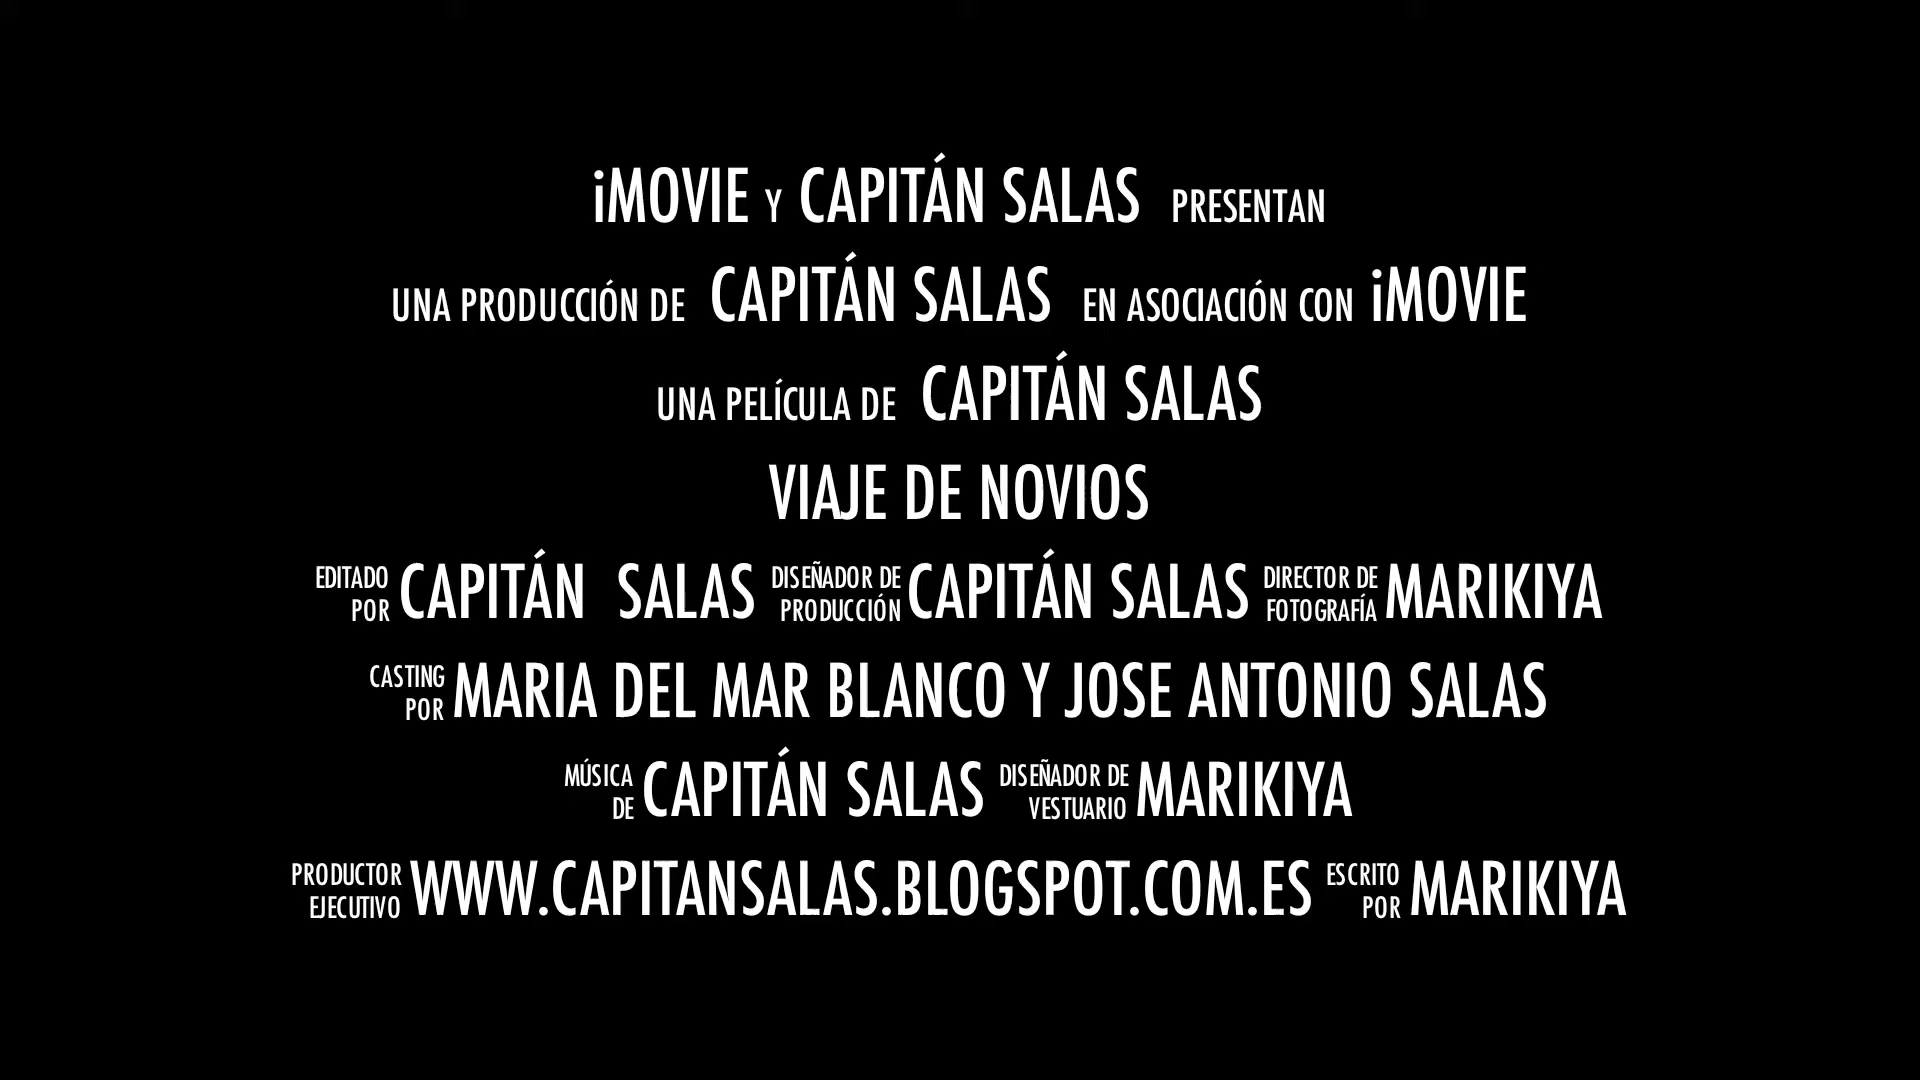 iMOVIE Y CAPITÁN SALAS PRESENTAN
UNA PRODUCCIÓN DE CAPITÁN SALAS EN ASOCIACIÓN CON iMOVIE
UNA PELÍCULA DE CAPITÁN SALAS
VIAJE DE NOVIOS
EDITADO POR CAPITÁN SALAS DISEÑADOR DE PRODUCCIÓN CAPITÁN SALAS DIRECTOR DE FOTOGRAFÍA MARIKIYA
CASTING POR MARIA DEL MAR BLANCO Y JOSE ANTONIO SALAS
MÚSICA DE CAPITÁN SALAS DISEÑADOR DE VESTUARIO MARIKIYA
PRODUCTOR EJECUTIVO WWW.CAPITANSALAS.BLOGSPOT.COM.ES ESCRITO POR MARIKIYA